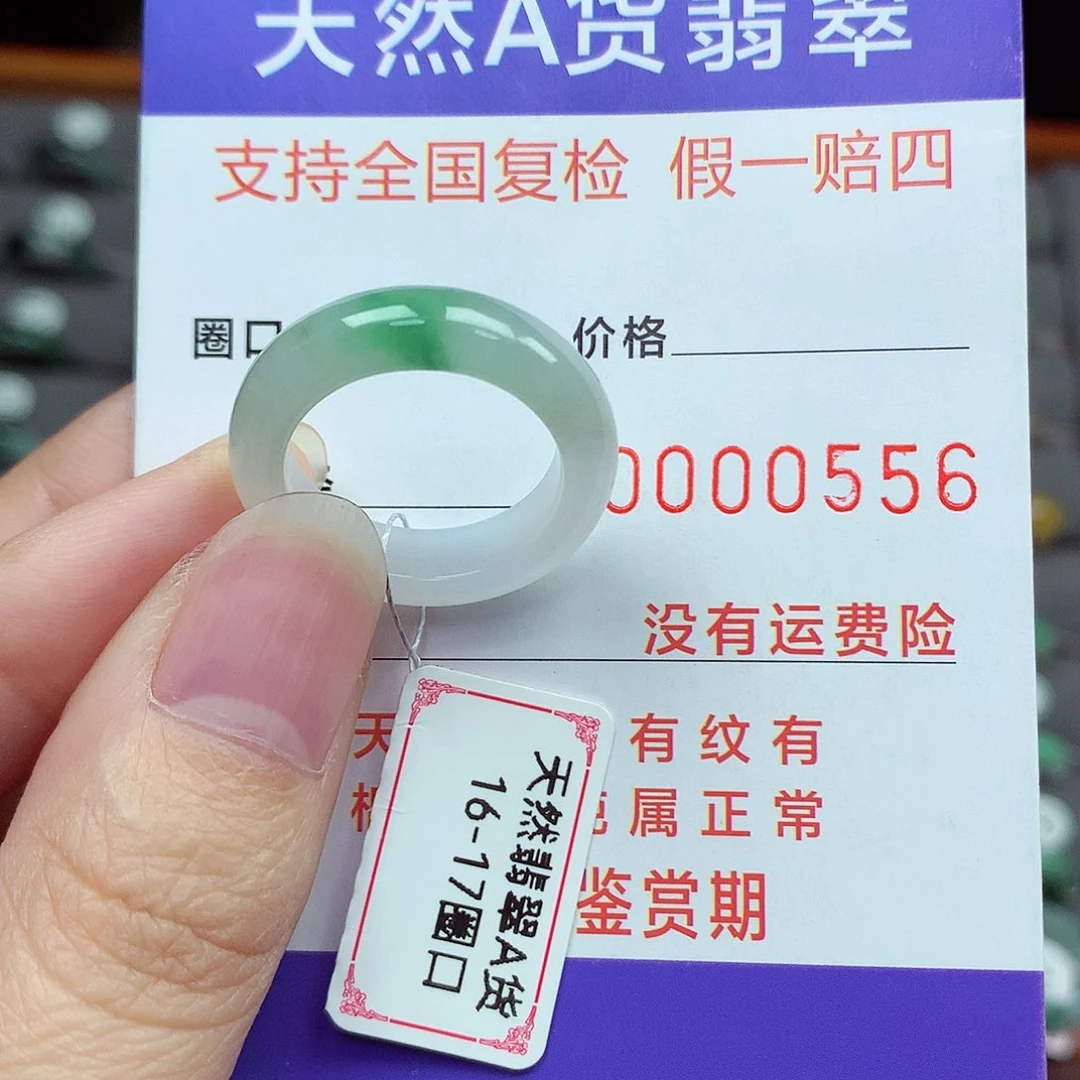 天然A货翡翠
支持全国复检 假一赔四
圈口
价格
0000556
没有运费险
天
有纹有
属正常
鉴赏期
天然翡翠A货
16-17圈口